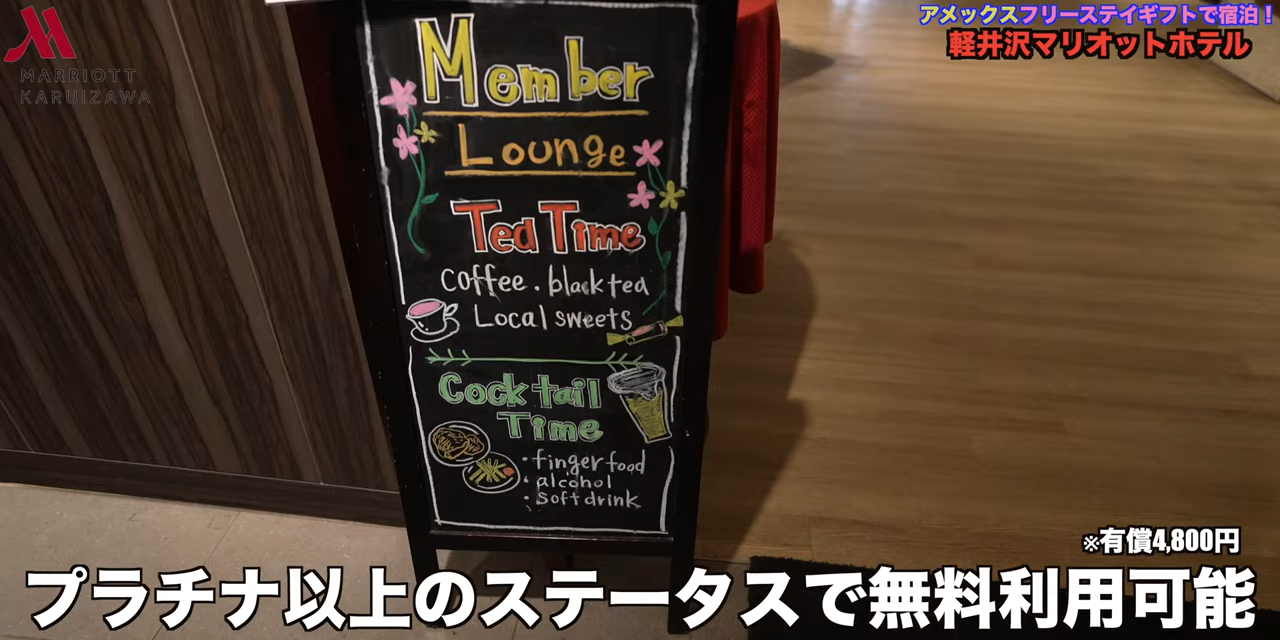 MARRIOTT
KARUIZAWA
アメックスフリーステイギフトで宿泊！
軽井沢マリオットホテル
Member
Lounge
Tea Time
coffee . black tea
Local sweets
Cocktail
Time
・finger food
・alcohol
・soft drink
※有償4,800円
プラチナ以上のステータスで無料利用可能